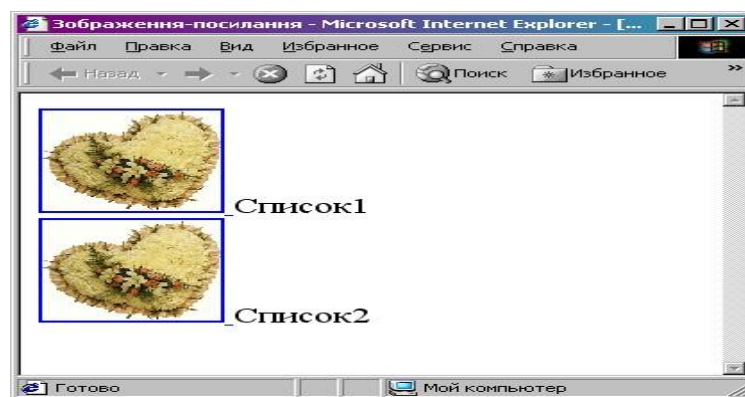 Зображення-посилання - Microsoft Internet Explorer - [...
Файл Правка Вид Избранное Сервис Справка
Назад Поиск Избранное »
Список1
Список2
Готово Мой компьютер